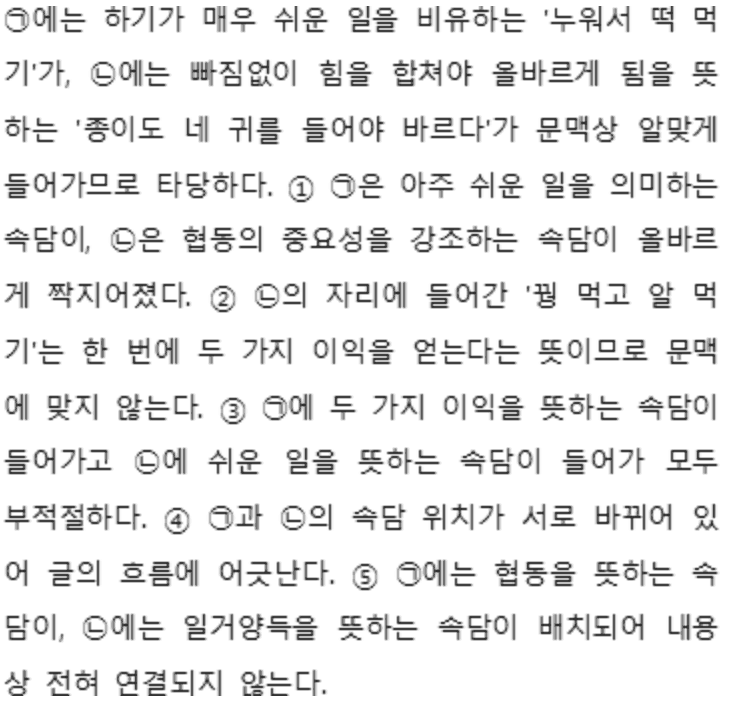 ㉠에는 하기가 매우 쉬운 일을 비유하는 '누워서 떡 먹
기'가, ㉡에는 빠짐없이 힘을 합쳐야 올바르게 됨을 뜻
하는 '종이도 네 귀를 들어야 바르다'가 문맥상 알맞게
들어가므로 타당하다. ① ㉠은 아주 쉬운 일을 의미하는
속담이, ㉡은 협동의 중요성을 강조하는 속담이 올바르
게 짝지어졌다. ② ㉡의 자리에 들어간 '꿩 먹고 알 먹
기'는 한 번에 두 가지 이익을 얻는다는 뜻이므로 문맥
에 맞지 않는다. ③ ㉠에 두 가지 이익을 뜻하는 속담이
들어가고 ㉡에 쉬운 일을 뜻하는 속담이 들어가 모두
부적절하다. ④ ㉠과 ㉡의 속담 위치가 서로 바뀌어 있
어 글의 흐름에 어긋난다. ⑤ ㉠에는 협동을 뜻하는 속
담이, ㉡에는 일거양득을 뜻하는 속담이 배치되어 내용
상 전혀 연결되지 않는다.